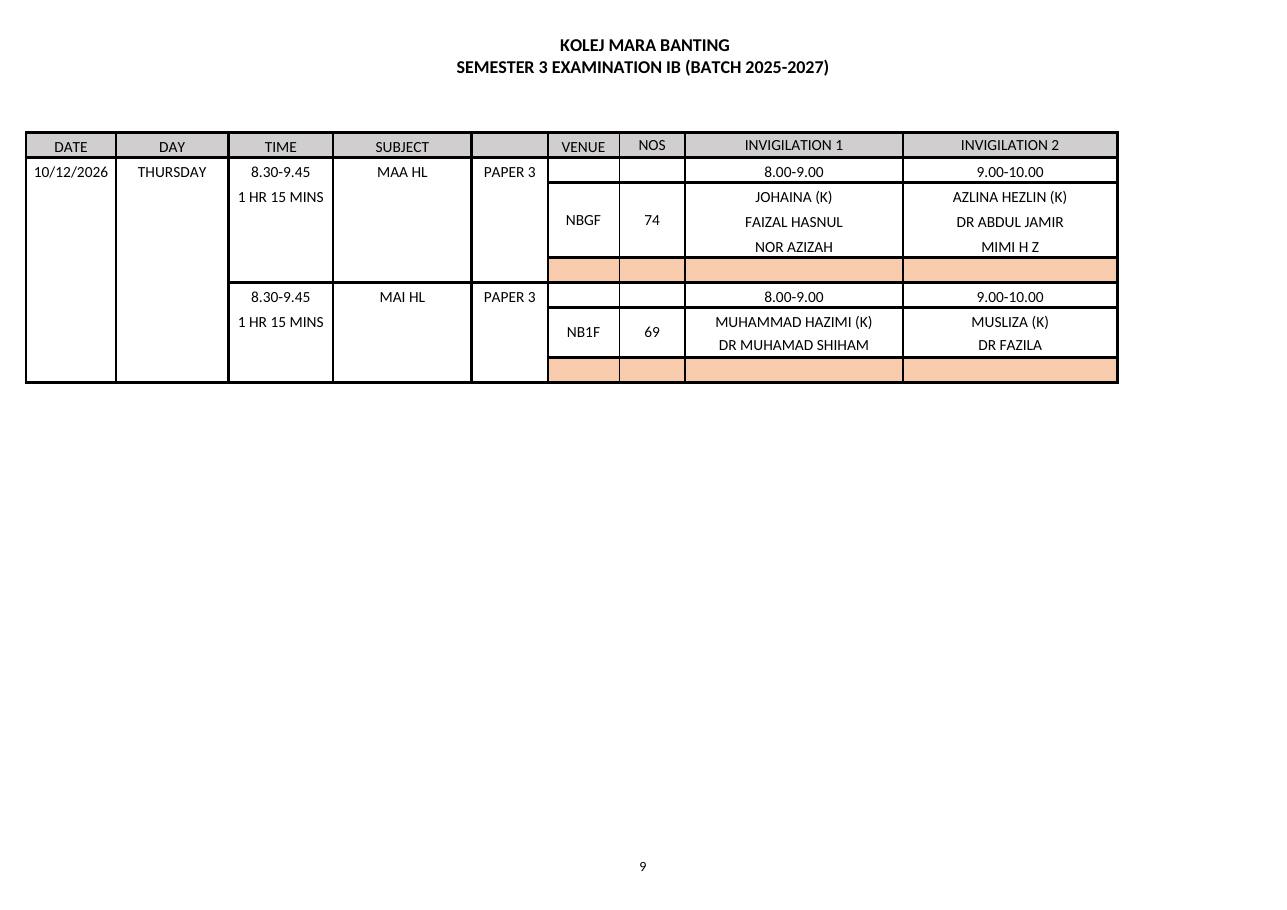 KOLEJ MARA BANTING
SEMESTER 3 EXAMINATION IB (BATCH 2025-2027)
DATE DAY TIME SUBJECT VENUE NOS INVIGILATION 1 INVIGILATION 2
10/12/2026 THURSDAY 8.30-9.45 MAA HL PAPER 3 8.00-9.00 9.00-10.00
1 HR 15 MINS JOHAINA (K) AZLINA HEZLIN (K)
NBGF 74 FAIZAL HASNUL DR ABDUL JAMIR
NOR AZIZAH MIMI H Z
8.30-9.45 MAI HL PAPER 3 8.00-9.00 9.00-10.00
1 HR 15 MINS NB1F 69 MUHAMMAD HAZIMI (K) MUSLIZA (K)
DR MUHAMAD SHIHAM DR FAZILA
9